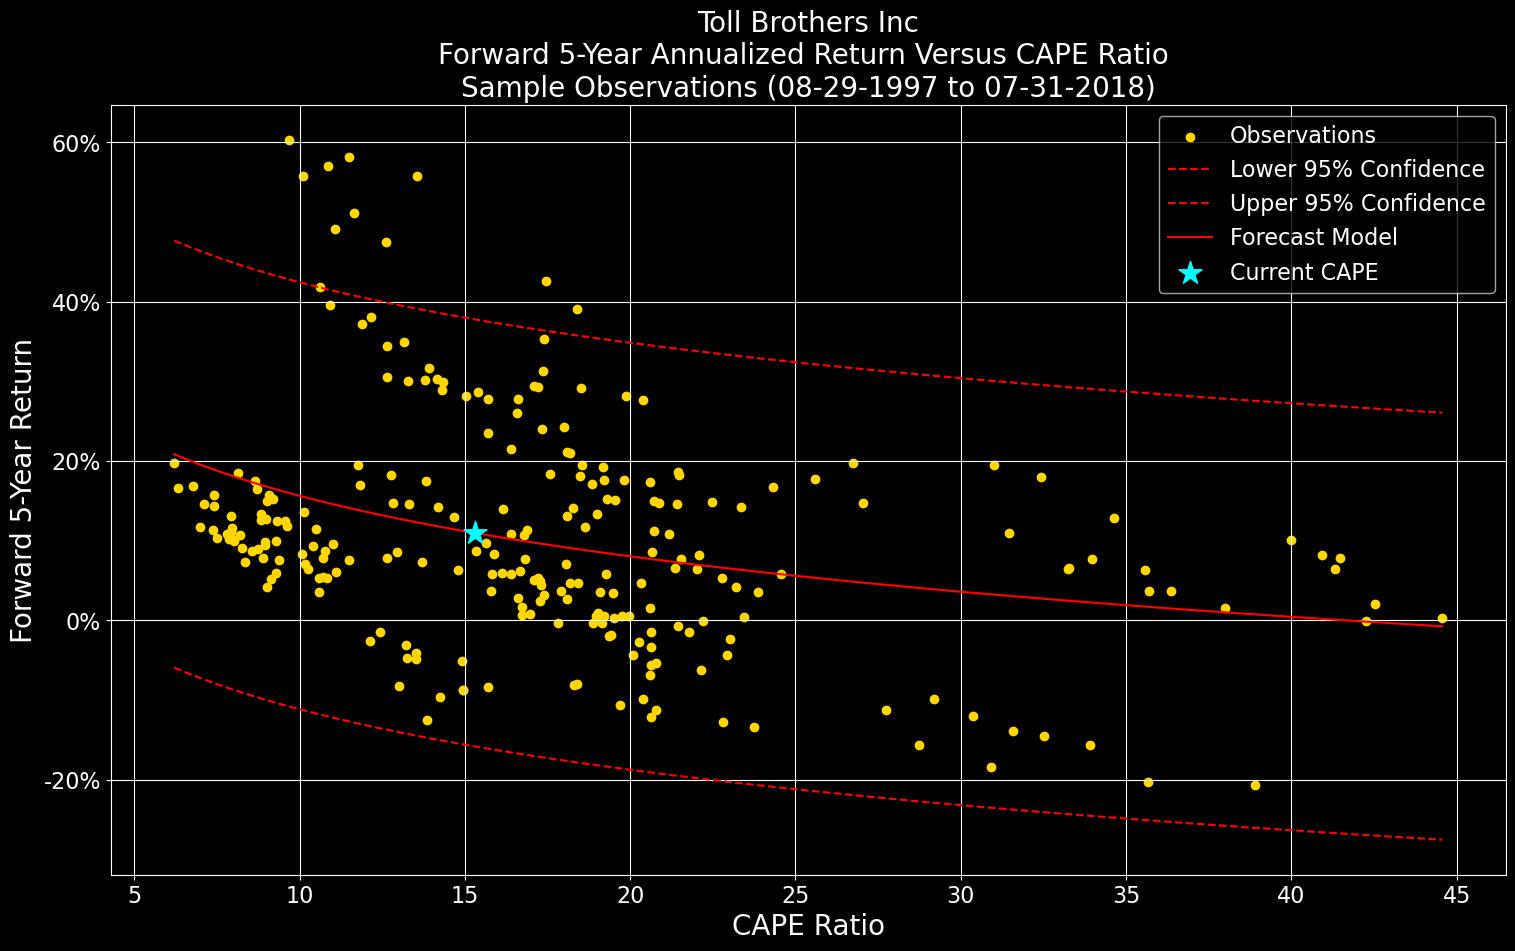 Toll Brothers Inc
Forward 5-Year Annualized Return Versus CAPE Ratio
Sample Observations (08-29-1997 to 07-31-2018)
Forward 5-Year Return
60%
40%
20%
0%
-20%
Observations
Lower 95% Confidence
Upper 95% Confidence
Forecast Model
Current CAPE
5 10 15 20 25 30 35 40 45
CAPE Ratio